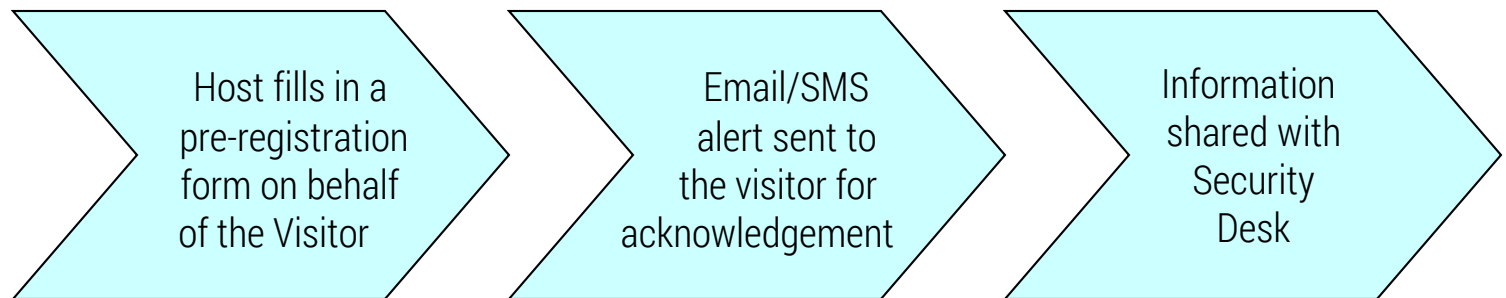 Host fills in a
pre-registration
form on behalf
of the Visitor
Email/SMS
alert sent to
the visitor for
acknowledgement
Information
shared with
Security
Desk